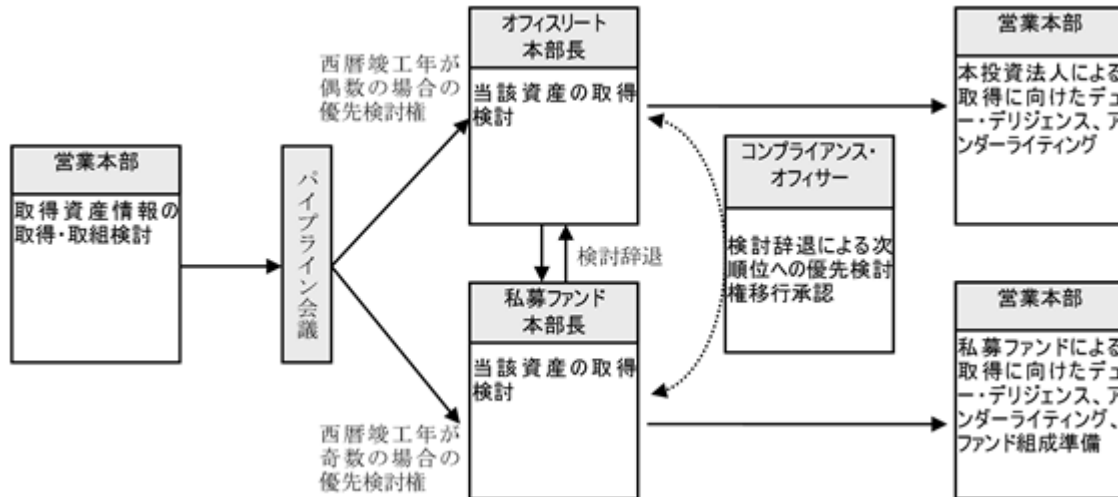 営業本部
取得資産情報の
取得・取組検討
パイプライン会議
西暦竣工年が
偶数の場合の
優先検討権
西暦竣工年が
奇数の場合の
優先検討権
オフィスリート
本部長
当該資産の取得
検討
検討辞退
私募ファンド
本部長
当該資産の取得
検討
コンプライアンス・
オフィサー
検討辞退による次
順位への優先検討
権移行承認
営業本部
本投資法人による
取得に向けたデュ
ー・デリジェンス、ア
ンダーライティング
営業本部
私募ファンドによる
取得に向けたデュ
ー・デリジェンス、ア
ンダーライティング、
ファンド組成準備